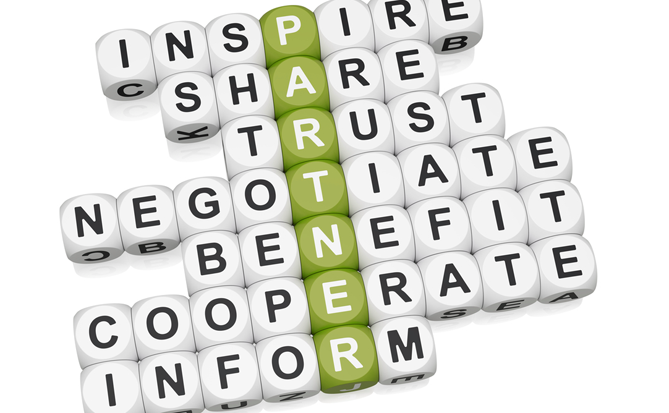 INSPIRE
SHARE
TRUST
NEGOTIATE
BENEFIT
COOPERATE
INFORM